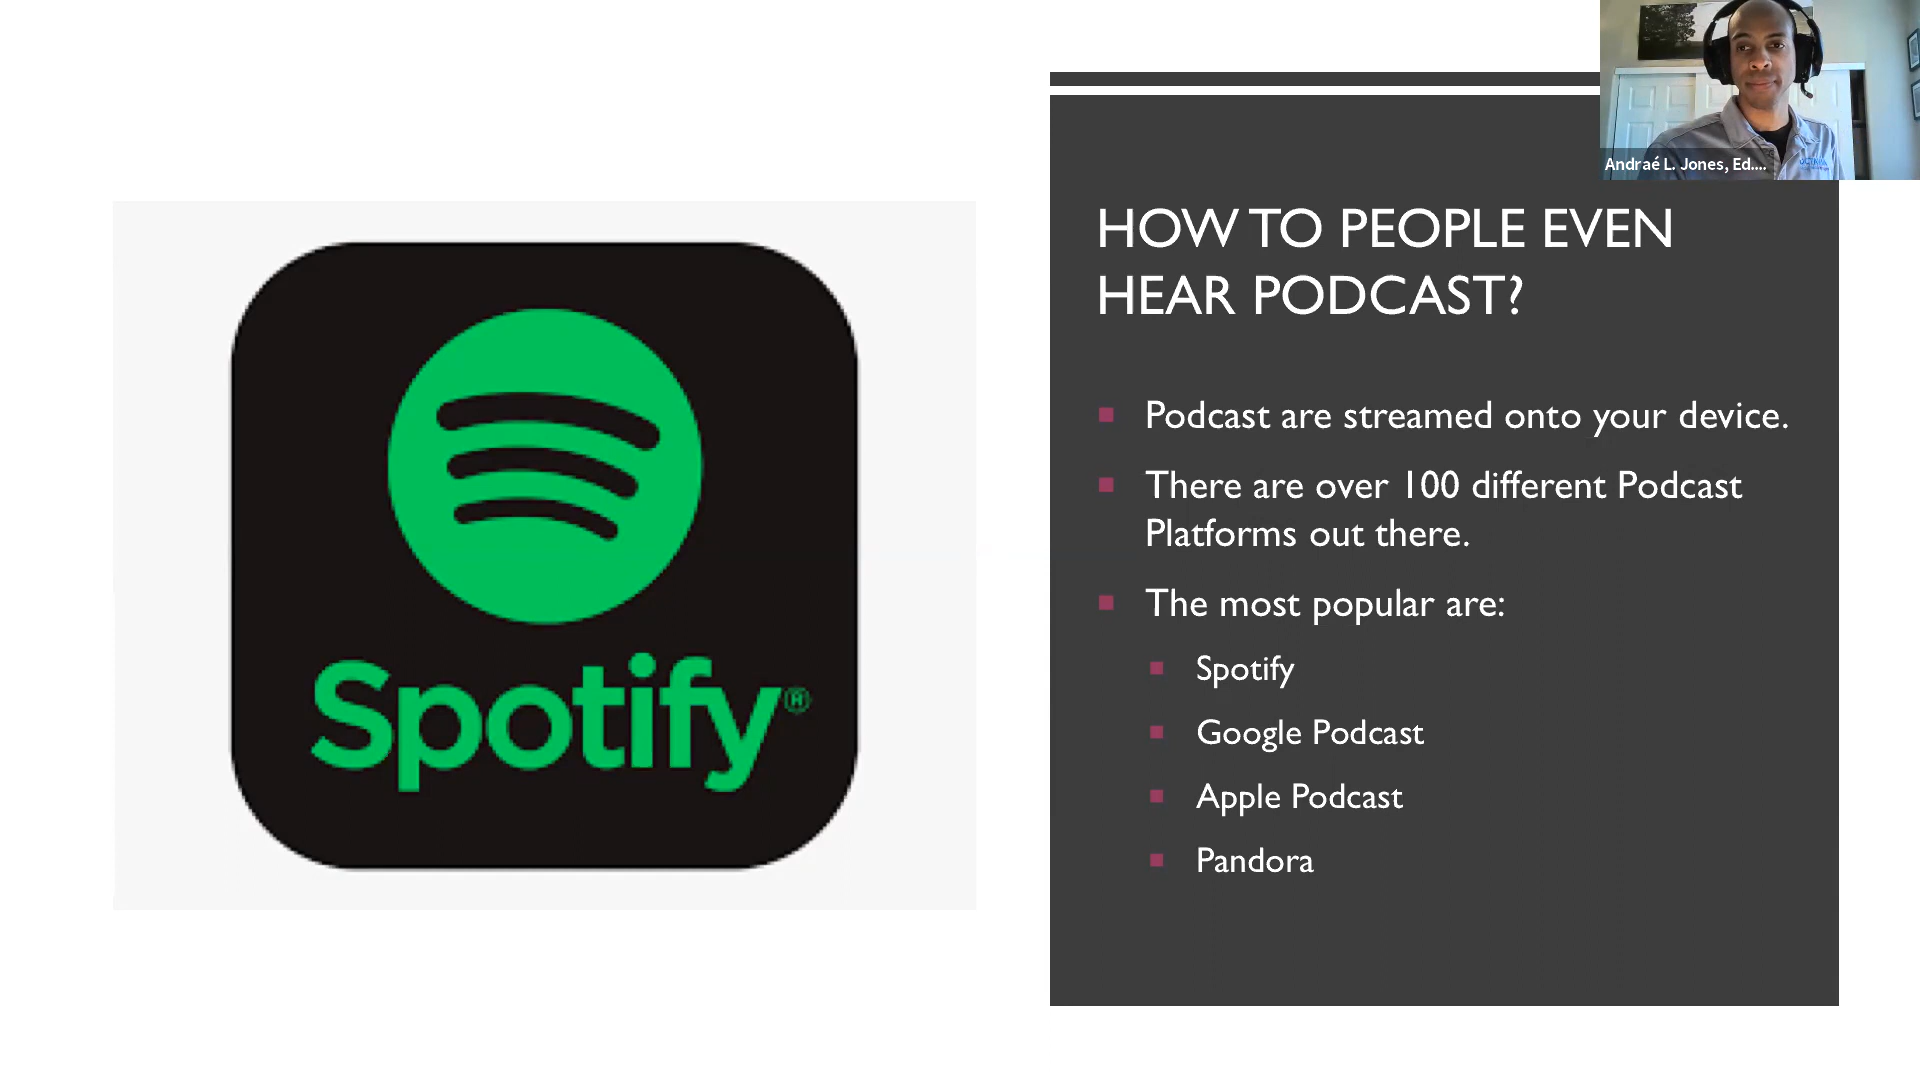 Andraé L. Jones, Ed....
HOW TO PEOPLE EVEN
HEAR PODCAST?
Podcast are streamed onto your device.
There are over 100 different Podcast
Platforms out there.
The most popular are:
Spotify
Google Podcast
Apple Podcast
Pandora
Spotify®